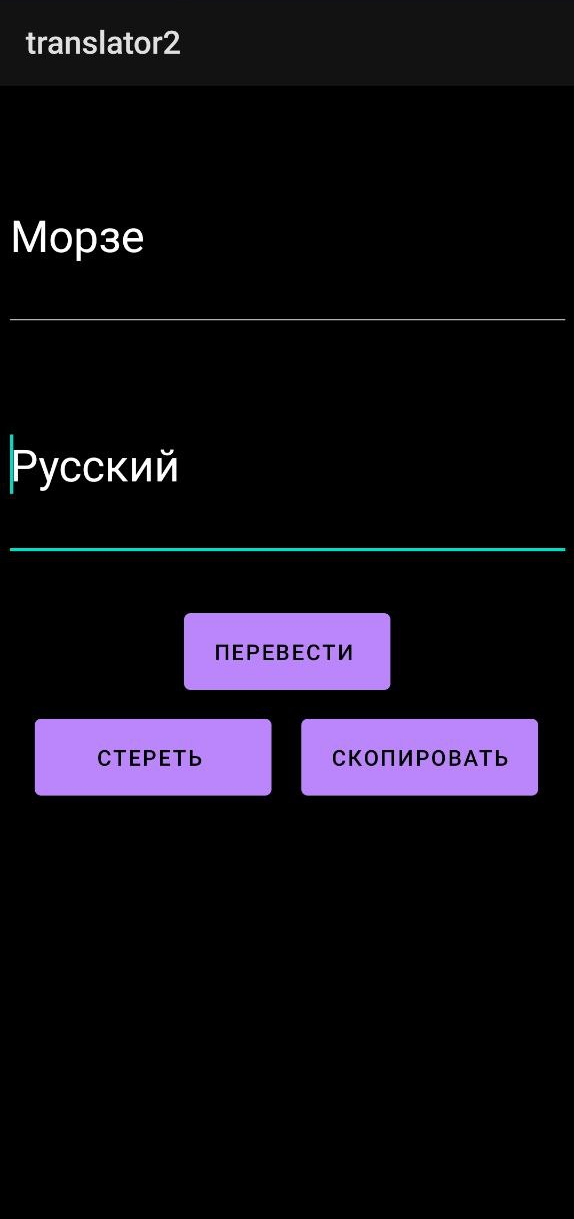 translator2
Морзе
Русский
ПЕРЕВЕСТИ
СТЕРЕТЬ
СКОПИРОВАТЬ